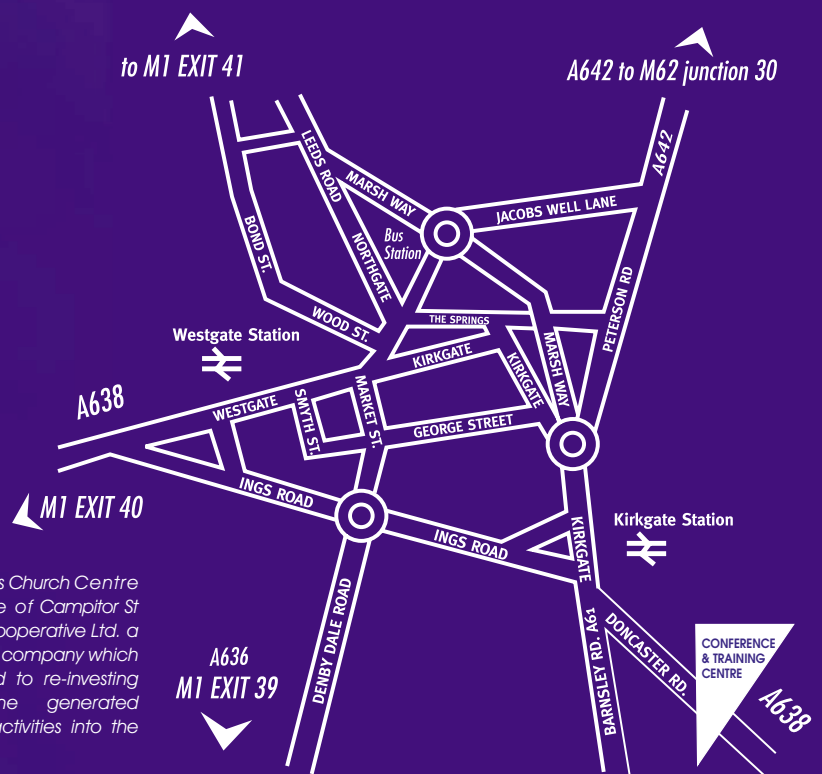 to M1 EXIT 41
A642 to M62 junction 30
A642
LEEDS ROAD
MARSH WAY
JACOBS WELL LANE
BOND ST.
NORTHGATE
Bus
Station
PETERSON RD
WOOD ST.
THE SPRINGS
Westgate Station
KIRKGATE
KIRKGATE
MARSH WAY
A638
WESTGATE
SMYTH ST.
MARKET ST.
GEORGE STREET
M1 EXIT 40
INGS ROAD
INGS ROAD
KIRKGATE
Kirkgate Station
s Church Centre
e of Campitor St
ooperative Ltd. a
company which
d to re-investing
ne generated
activities into the
A636
M1 EXIT 39
DENBY DALE ROAD
BARNSLEY RD. A61
DONCASTER RD.
CONFERENCE
& TRAINING
CENTRE
A638